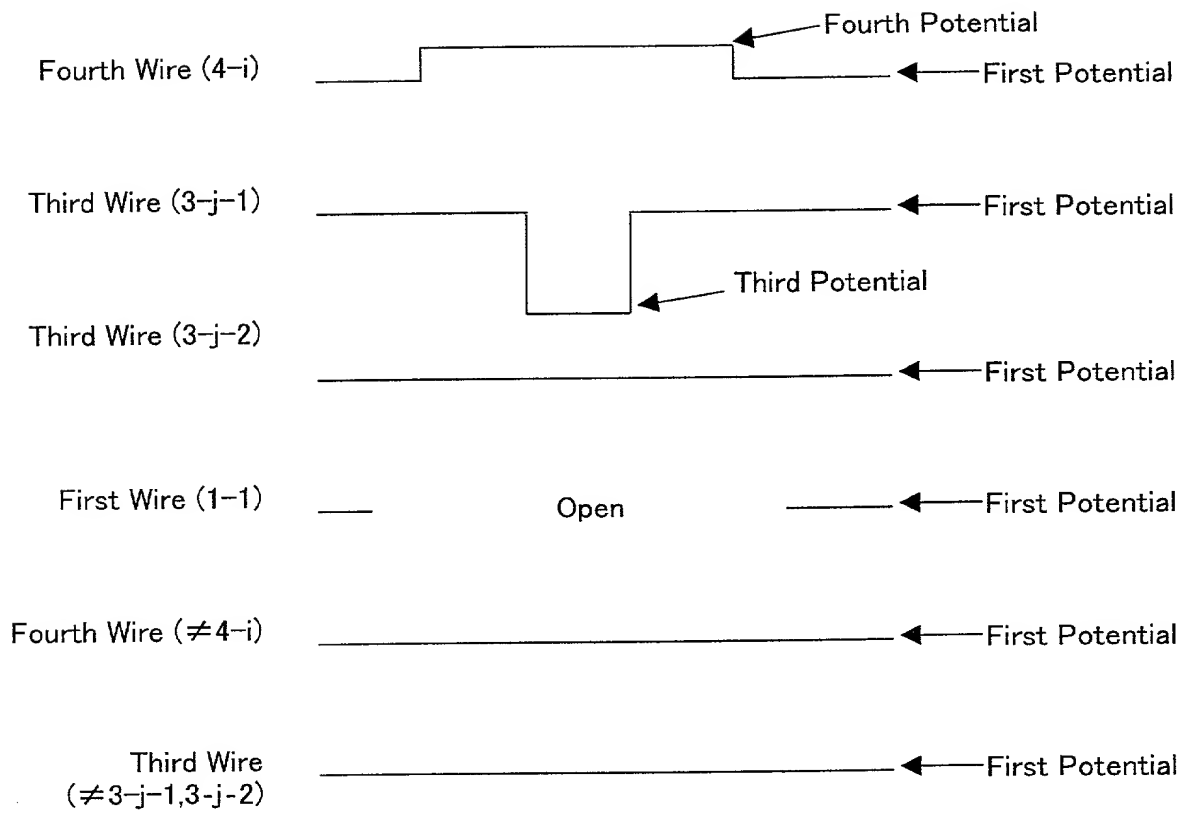 Fourth Potential
Fourth Wire (4-i)
First Potential
Third Wire (3-j-1)
First Potential
Third Potential
Third Wire (3-j-2)
First Potential
First Wire (1-1)
Open
First Potential
Fourth Wire (≠4-i)
First Potential
Third Wire
(≠3-j-1,3-j-2)
First Potential